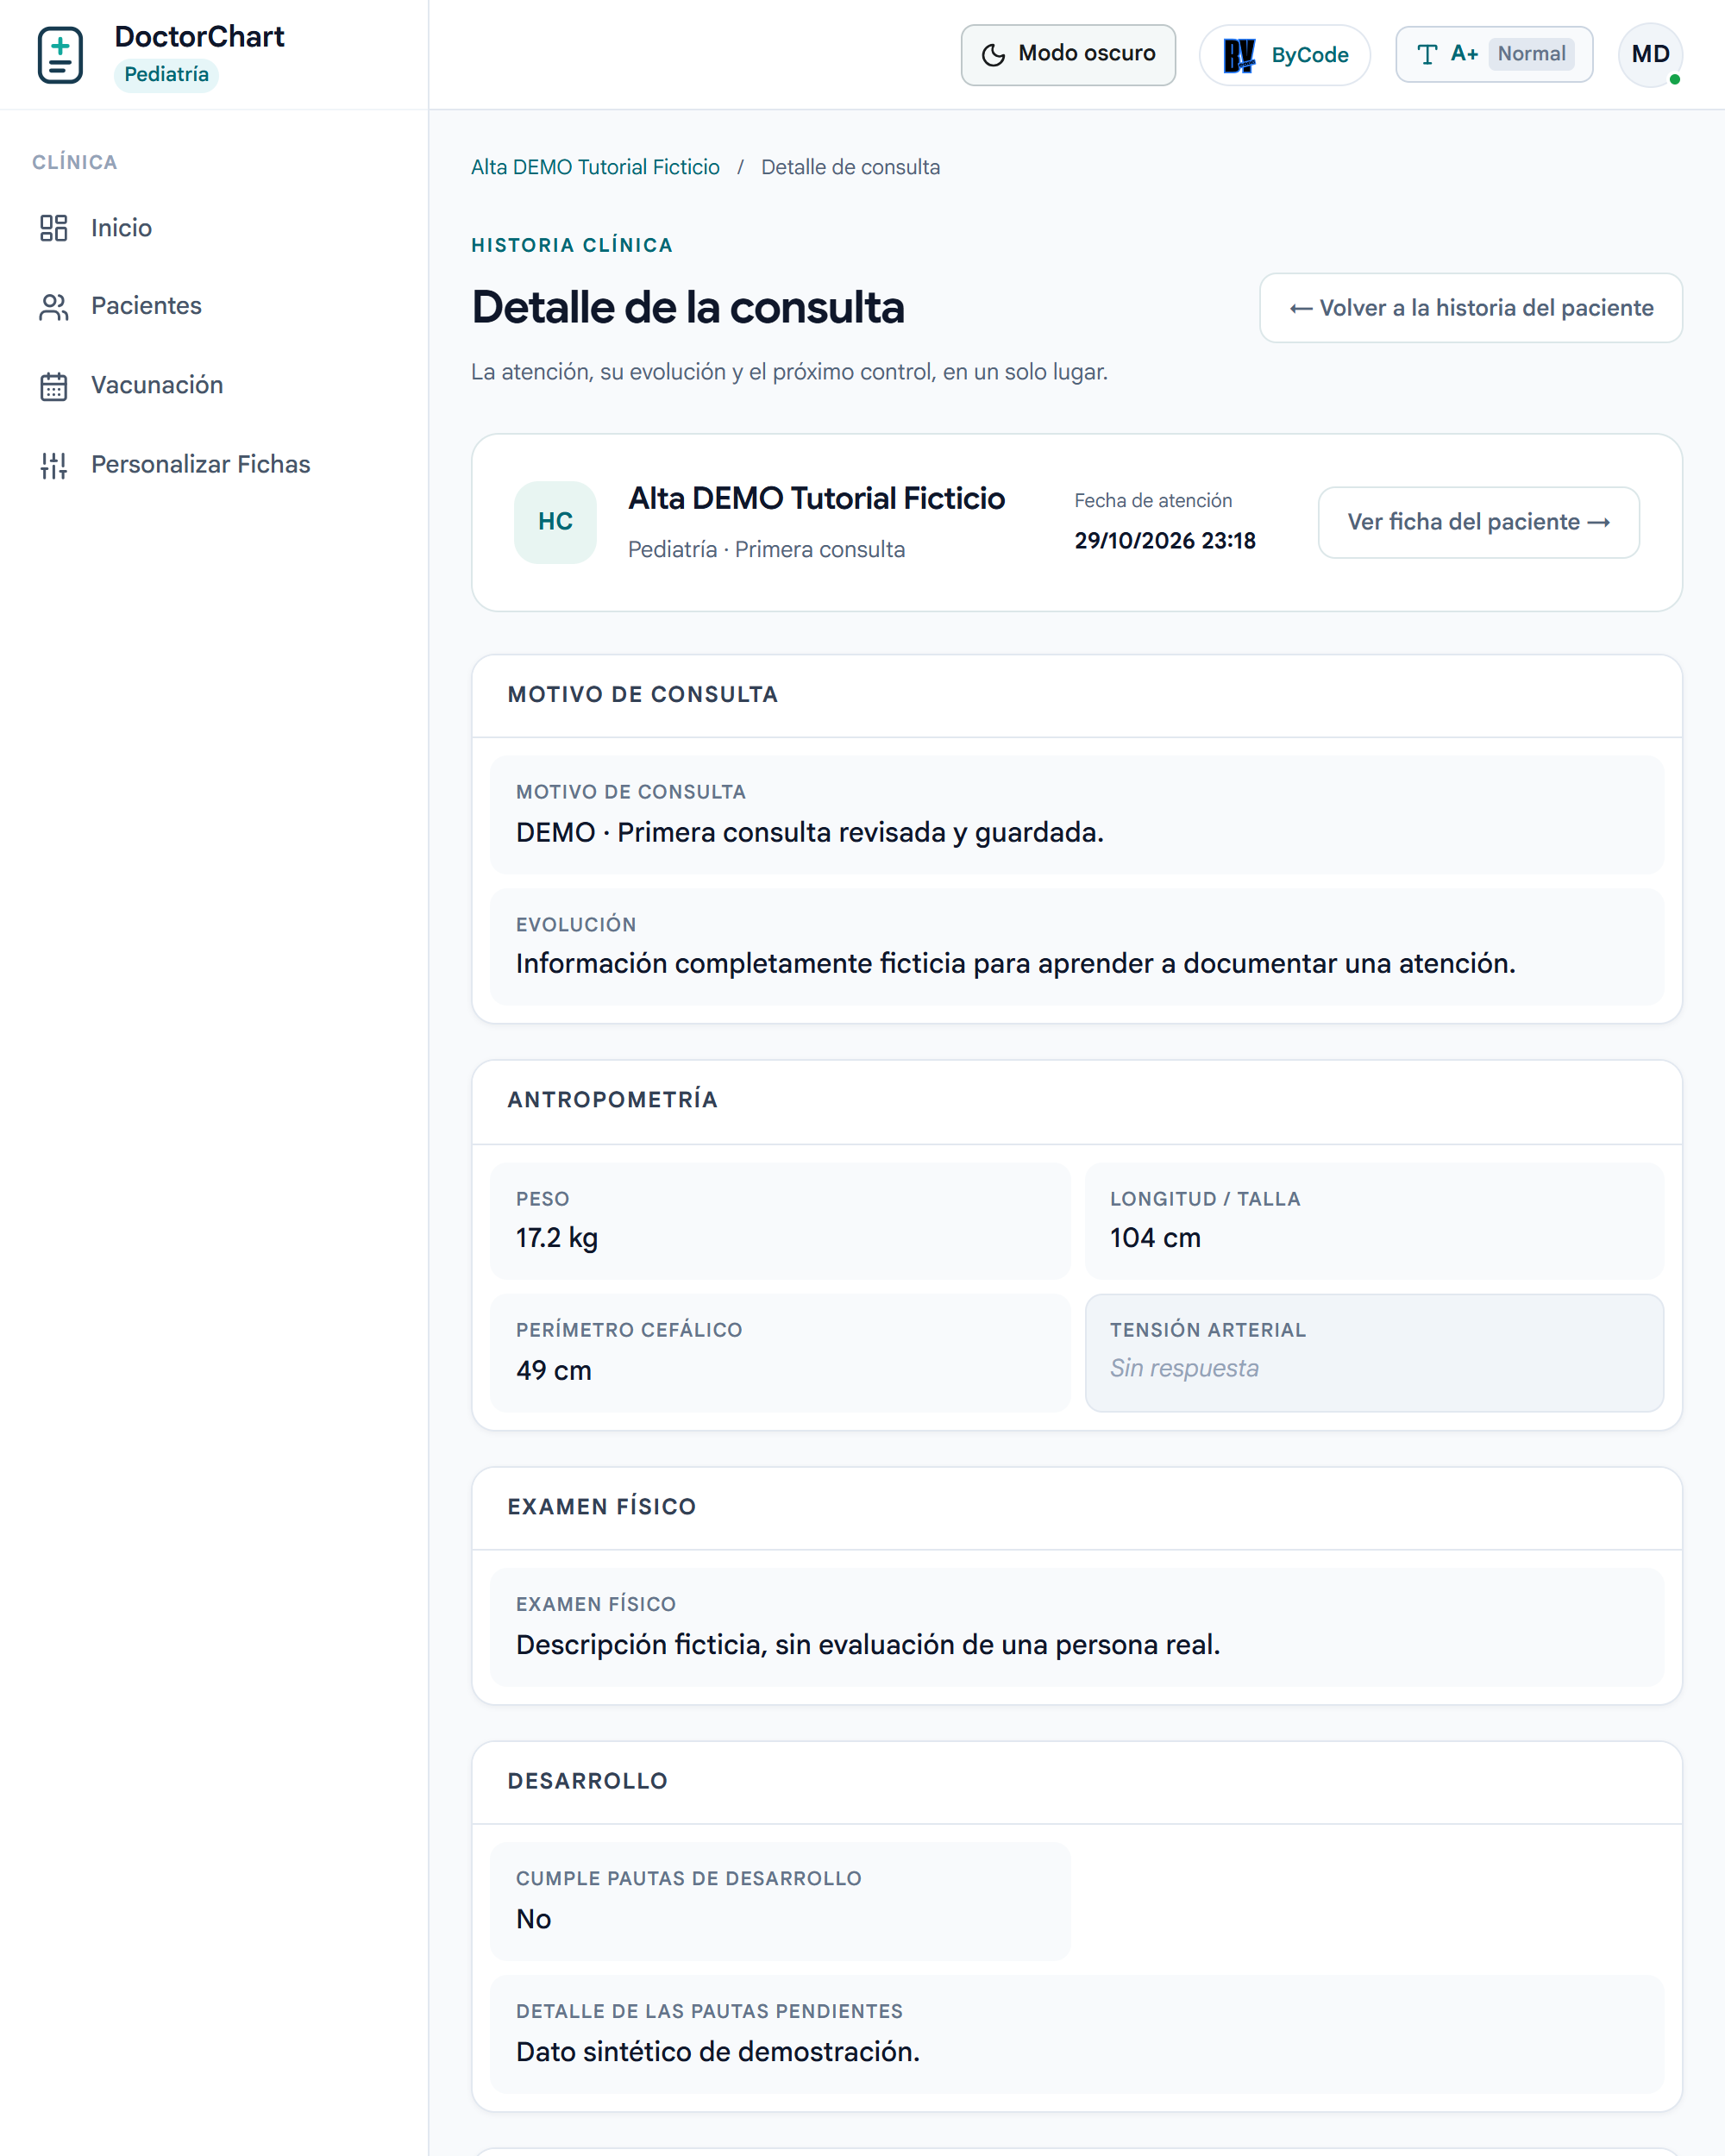 DoctorChart
Pediatría
Modo oscuro
BY ByCode
A+ Normal
MD
CLÍNICA
Inicio
Pacientes
Vacunación
Personalizar Fichas
Alta DEMO Tutorial Ficticio / Detalle de consulta
HISTORIA CLÍNICA
Detalle de la consulta
← Volver a la historia del paciente
La atención, su evolución y el próximo control, en un solo lugar.
HC
Alta DEMO Tutorial Ficticio
Pediatría · Primera consulta
Fecha de atención
29/10/2026 23:18
Ver ficha del paciente →
MOTIVO DE CONSULTA
MOTIVO DE CONSULTA
DEMO · Primera consulta revisada y guardada.
EVOLUCIÓN
Información completamente ficticia para aprender a documentar una atención.
ANTROPOMETRÍA
PESO
17.2 kg
LONGITUD / TALLA
104 cm
PERÍMETRO CEFÁLICO
49 cm
TENSIÓN ARTERIAL
Sin respuesta
EXAMEN FÍSICO
EXAMEN FÍSICO
Descripción ficticia, sin evaluación de una persona real.
DESARROLLO
CUMPLE PAUTAS DE DESARROLLO
No
DETALLE DE LAS PAUTAS PENDIENTES
Dato sintético de demostración.